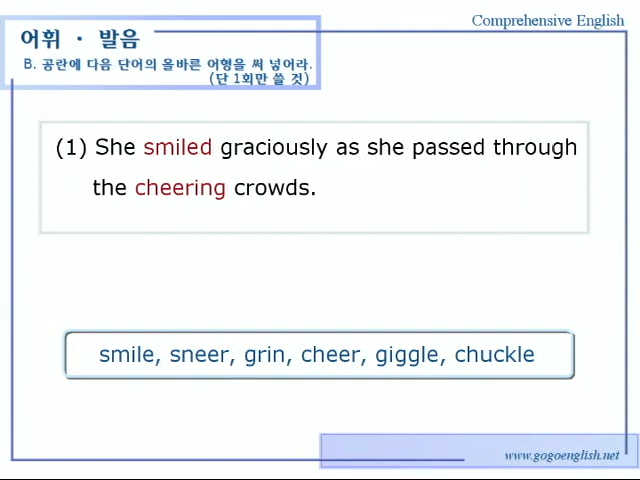 Comprehensive English
어휘 · 발음
B. 공란에 다음 단어의 올바른 어형을 써 넣어라.
(단 1회만 쓸 것)
(1) She smiled graciously as she passed through
the cheering crowds.
smile, sneer, grin, cheer, giggle, chuckle
www.gogoenglish.net